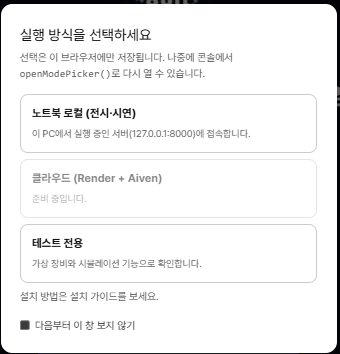 실행 방식을 선택하세요
선택은 이 브라우저에만 저장됩니다. 나중에 콘솔에서
openModePicker()로 다시 열 수 있습니다.
노트북 로컬 (전시·시연)
이 PC에서 실행 중인 서버(127.0.0.1:8000)에 접속합니다.
클라우드 (Render + Aiven)
준비 중입니다.
테스트 전용
가상 장비와 시뮬레이션 기능으로 확인합니다.
설치 방법은 설치 가이드를 보세요.
다음부터 이 창 보지 않기